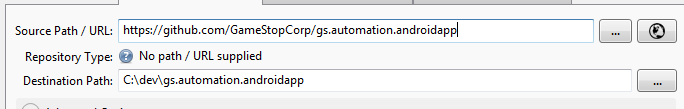 Source Path / URL: https://github.com/GameStopCorp/gs.automation.androidapp ...
Repository Type: ? No path / URL supplied
Destination Path: C:\dev\gs.automation.androidapp ...